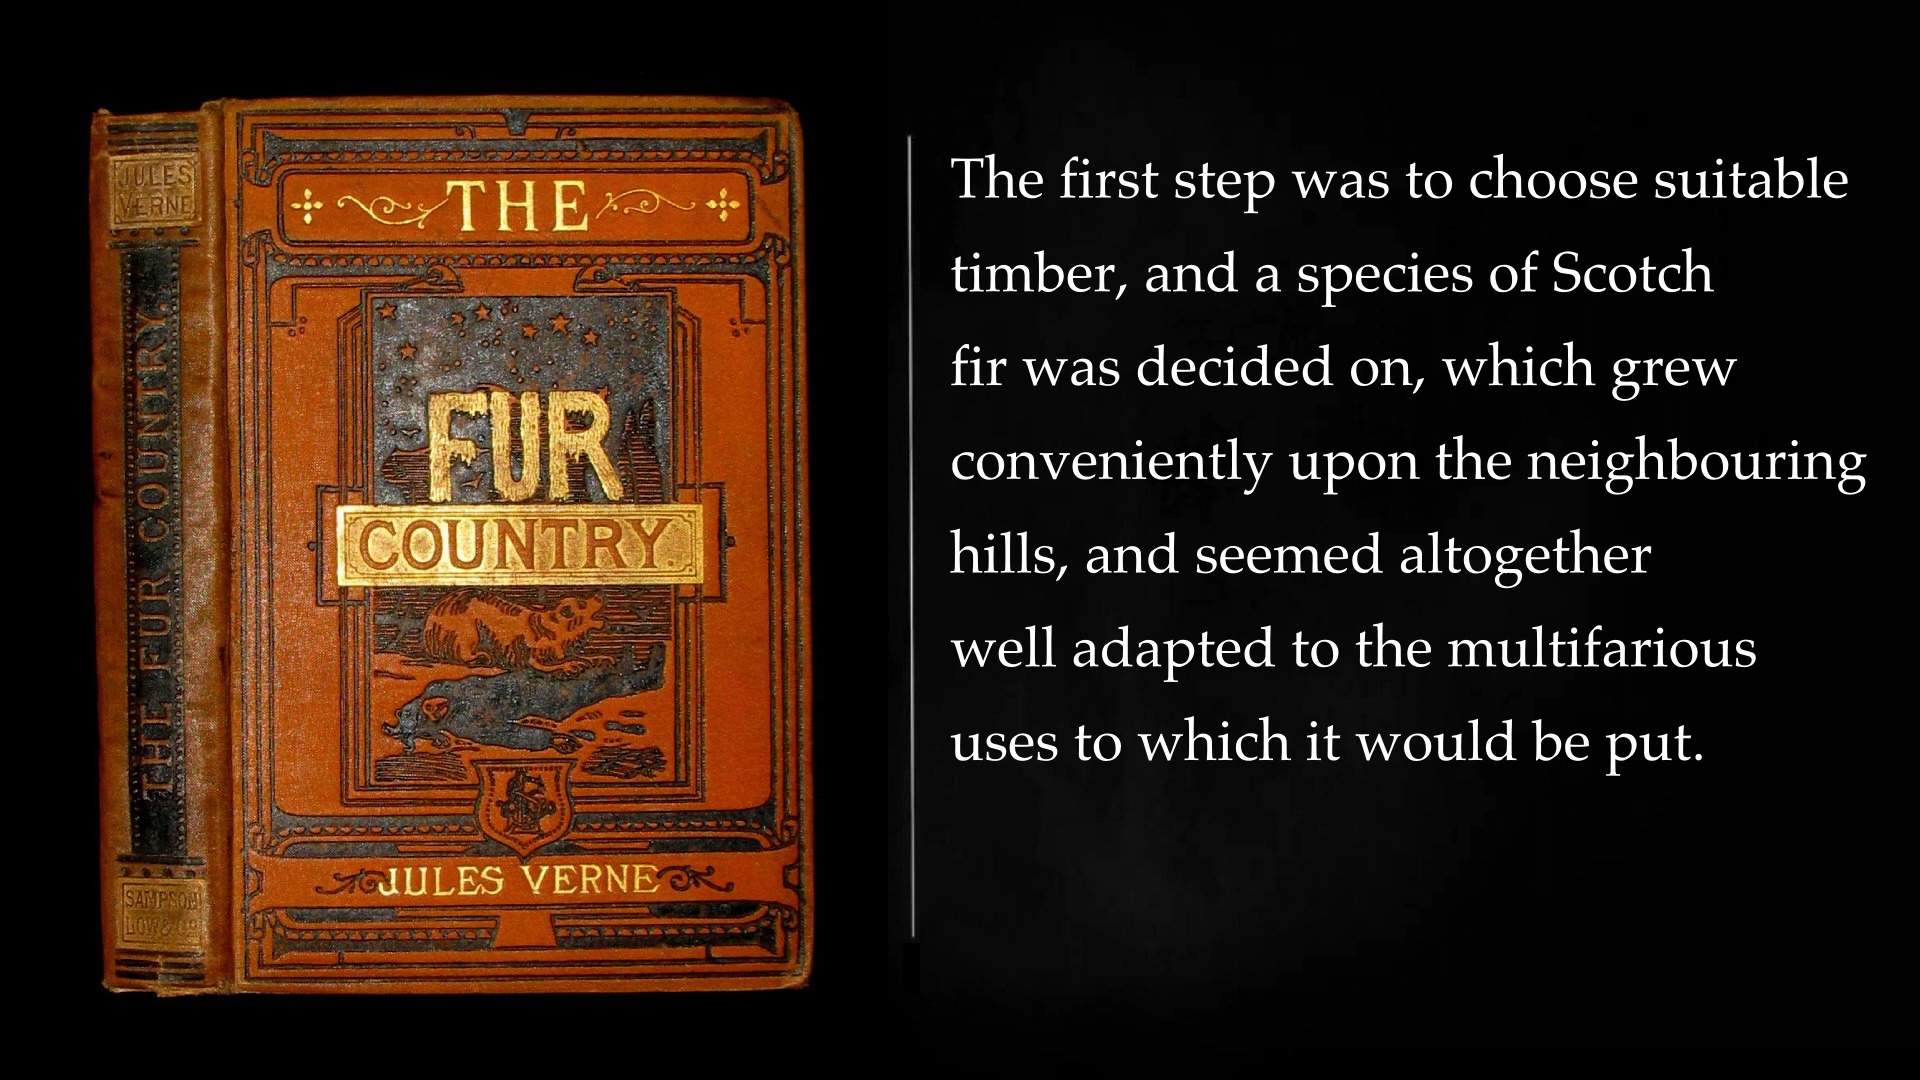 JULES
VERNE
THE FUR COUNTRY.
SAMPSON
LOW & Co
THE
FUR
COUNTRY.
JULES VERNE
The first step was to choose suitable
timber, and a species of Scotch
fir was decided on, which grew
conveniently upon the neighbouring
hills, and seemed altogether
well adapted to the multifarious
uses to which it would be put.